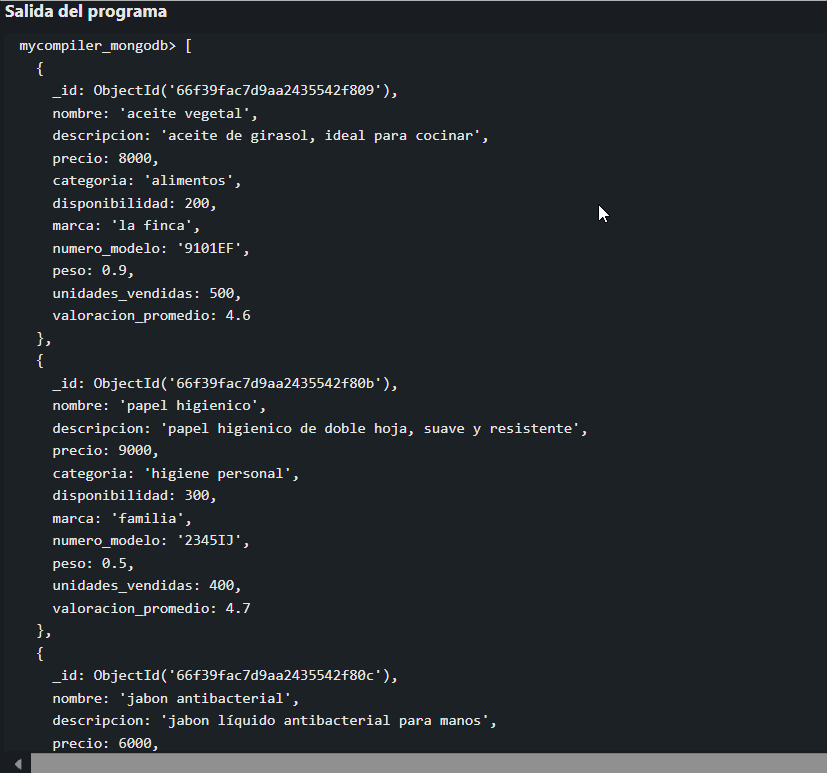 Salida del programa
mycompiler_mongodb> [
  {
    _id: ObjectId('66f39fac7d9aa2435542f809'),
    nombre: 'aceite vegetal',
    descripcion: 'aceite de girasol, ideal para cocinar',
    precio: 8000,
    categoria: 'alimentos',
    disponibilidad: 200,
    marca: 'la finca',
    numero_modelo: '9101EF',
    peso: 0.9,
    unidades_vendidas: 500,
    valoracion_promedio: 4.6
  },
  {
    _id: ObjectId('66f39fac7d9aa2435542f80b'),
    nombre: 'papel higienico',
    descripcion: 'papel higienico de doble hoja, suave y resistente',
    precio: 9000,
    categoria: 'higiene personal',
    disponibilidad: 300,
    marca: 'familia',
    numero_modelo: '2345IJ',
    peso: 0.5,
    unidades_vendidas: 400,
    valoracion_promedio: 4.7
  },
  {
    _id: ObjectId('66f39fac7d9aa2435542f80c'),
    nombre: 'jabon antibacterial',
    descripcion: 'jabon líquido antibacterial para manos',
    precio: 6000,